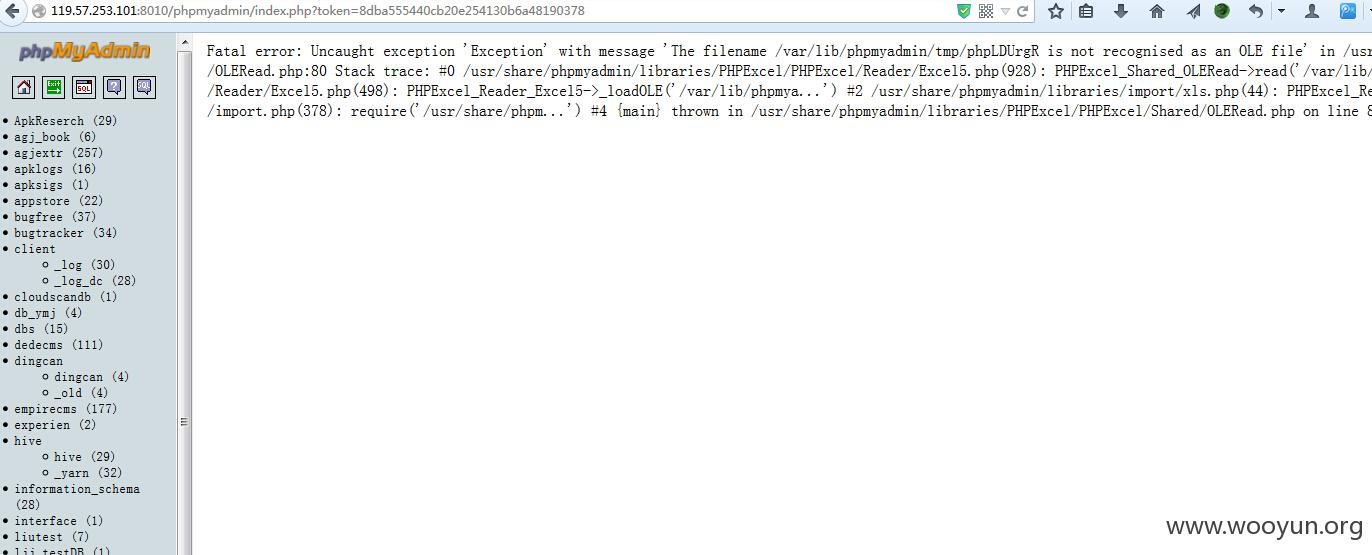 119.57.253.101:8010/phpmyadmin/index.php?token=8dba555440cb20e254130b6a48190378
phpMyAdmin
Fatal error: Uncaught exception 'Exception' with message 'The filename /var/lib/phpmyadmin/tmp/phpLDUrgR is not recognised as an OLE file' in /usr
/OLERead.php:80 Stack trace: #0 /usr/share/phpmyadmin/libraries/PHPExcel/PHPExcel/Reader/Excel5.php(928): PHPExcel_Shared_OLERead->read('/var/lib/
/Reader/Excel5.php(498): PHPExcel_Reader_Excel5->_loadOLE('/var/lib/phpmya...') #2 /usr/share/phpmyadmin/libraries/import/xls.php(44): PHPExcel_Re
/import.php(378): require('/usr/share/phpm...') #4 {main} thrown in /usr/share/phpmyadmin/libraries/PHPExcel/PHPExcel/Shared/OLERead.php on line 8
SQL
ApkReserch (29)
agj_book (6)
agjextr (257)
apklogs (16)
apksigs (1)
appstore (22)
bugfree (37)
bugtracker (34)
client
_log (30)
_log_dc (28)
cloudscandb (1)
db_ymj (4)
dbs (15)
dedecms (111)
dingcan
dingcan (4)
_old (4)
empirecms (177)
experien (2)
hive
hive (29)
_yarn (32)
information_schema
(28)
interface (1)
liutest (7)
www.wooyun.org